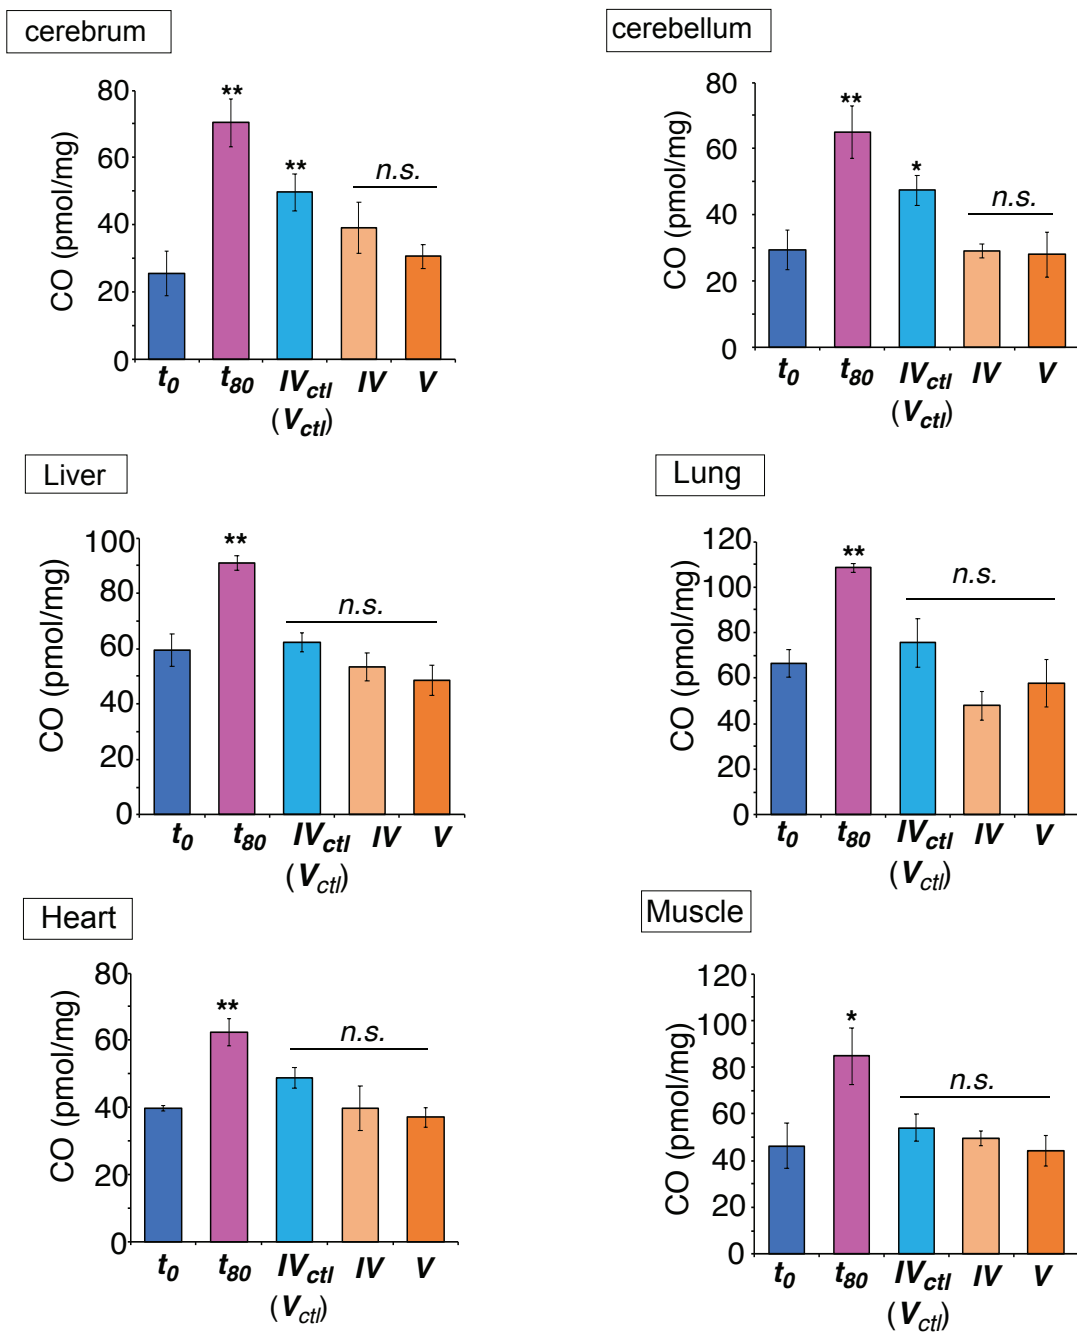 cerebrum
CO (pmol/mg)
80
60
40
20
0
**
**
n.s.
t0 t80 IVctl IV V
(Vctl)
cerebellum
CO (pmol/mg)
80
60
40
20
0
**
*
n.s.
t0 t80 IVctl IV V
(Vctl)
Liver
CO (pmol/mg)
100
80
60
40
20
0
**
n.s.
t0 t80 IVctl IV V
(Vctl)
Lung
CO (pmol/mg)
120
100
80
60
40
20
0
**
n.s.
t0 t80 IVctl IV V
(Vctl)
Heart
CO (pmol/mg)
80
60
40
20
0
**
n.s.
t0 t80 IVctl IV V
(Vctl)
Muscle
CO (pmol/mg)
120
100
80
60
40
20
0
*
n.s.
t0 t80 IVctl IV V
(Vctl)